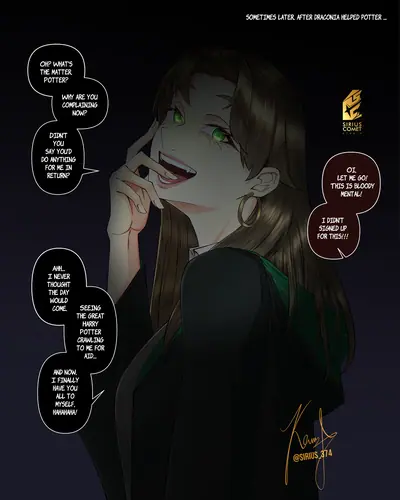 SOMETIMES LATER, AFTER DRACONIA HELPED POTTER ...
OH? WHAT'S
THE MATTER
POTTER?
WHY ARE YOU
COMPLAINING
NOW?
DIDN'T
YOU SAY
YOU'D DO
ANYTHING
FOR ME IN
RETURN?
SIRIUS
COMET
OI.
LET ME GO!
THIS IS BLOODY
MENTAL!
I DIDN'T
SIGNED UP
FOR THIS!!!
AHH...
I NEVER
THOUGHT
THE DAY
WOULD
COME.
SEEING
THE GREAT
HARRY
POTTER
CRAWLING
TO ME FOR
AID...
AND NOW,
I FINALLY
HAVE YOU
ALL TO
MYSELF.
HAHAHAHA!
@SIRIUS_374